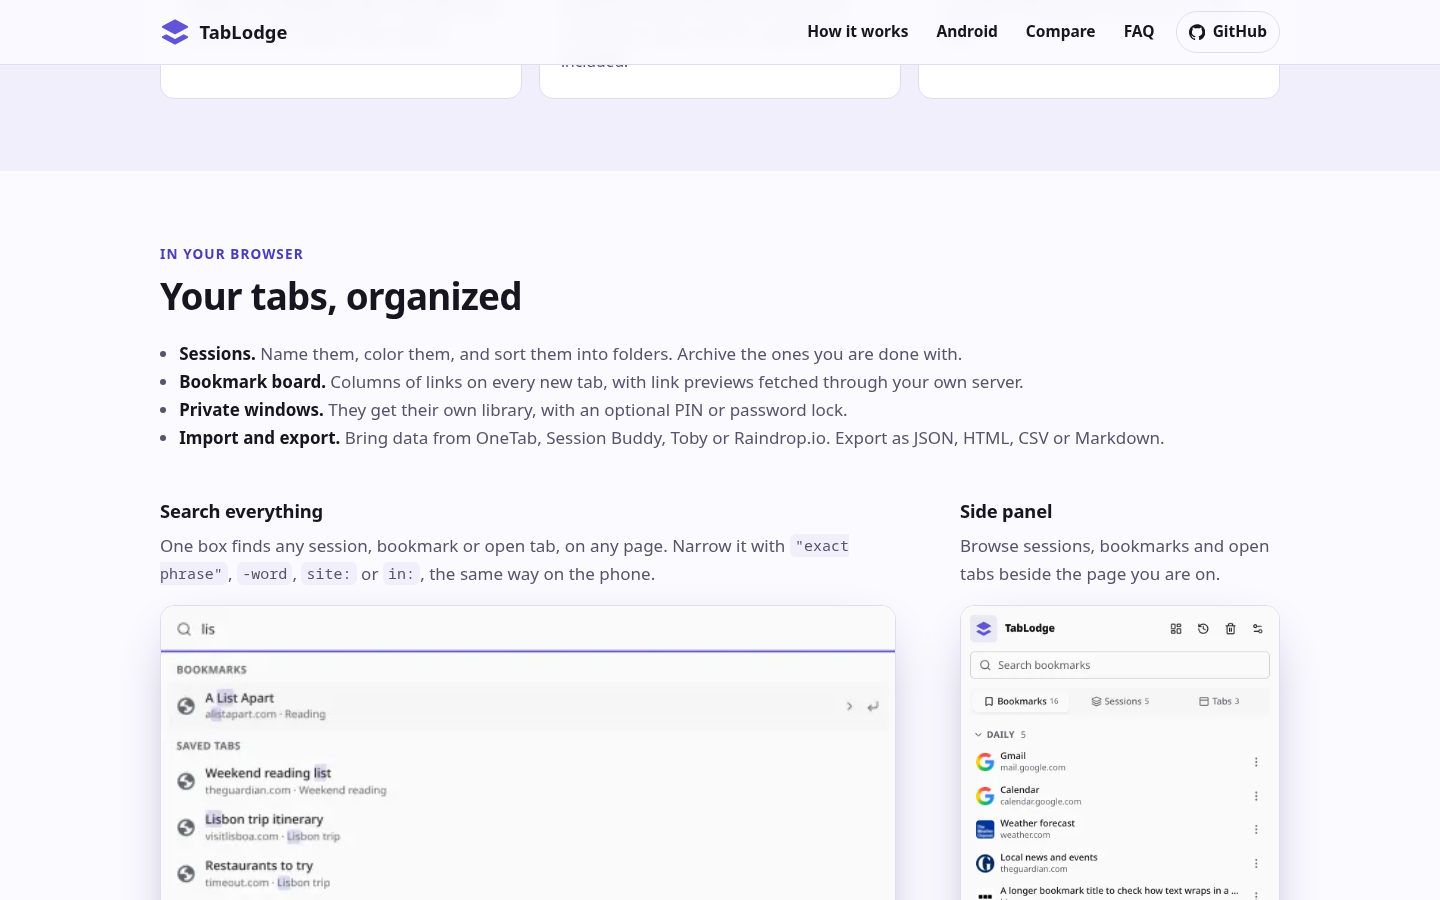 TabLodge
How it works
Android
Compare
FAQ
GitHub
included.
IN YOUR BROWSER
Your tabs, organized
• Sessions. Name them, color them, and sort them into folders. Archive the ones you are done with.
• Bookmark board. Columns of links on every new tab, with link previews fetched through your own server.
• Private windows. They get their own library, with an optional PIN or password lock.
• Import and export. Bring data from OneTab, Session Buddy, Toby or Raindrop.io. Export as JSON, HTML, CSV or Markdown.
Search everything
One box finds any session, bookmark or open tab, on any page. Narrow it with "exact
phrase", -word, site: or in:, the same way on the phone.
lis
BOOKMARKS
A List Apart
alistapart.com · Reading
SAVED TABS
Weekend reading list
theguardian.com · Weekend reading
Lisbon trip itinerary
visitlisboa.com · Lisbon trip
Restaurants to try
timeout.com · Lisbon trip
Side panel
Browse sessions, bookmarks and open
tabs beside the page you are on.
TabLodge
Search bookmarks
Bookmarks 16
Sessions 5
Tabs 3
DAILY 5
Gmail
mail.google.com
Calendar
calendar.google.com
Weather forecast
weather.com
Local news and events
theguardian.com
A longer bookmark title to check how text wraps in a ...